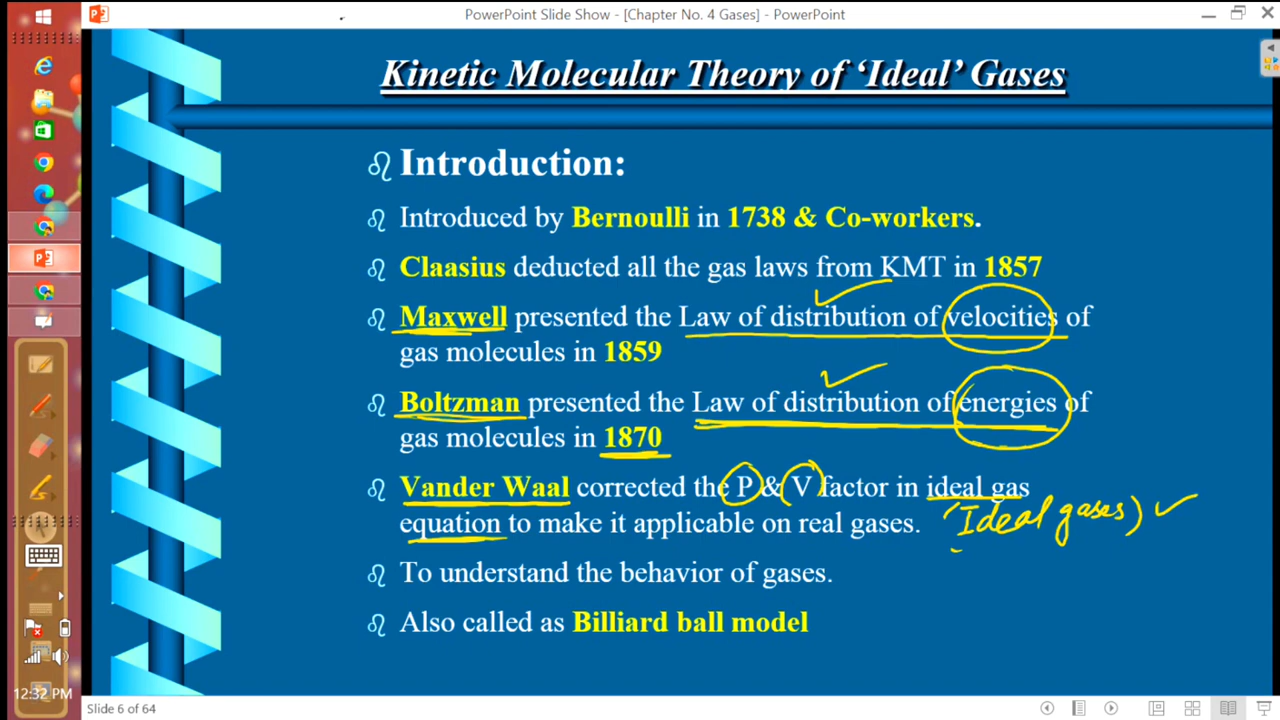 PowerPoint Slide Show - [Chapter No. 4 Gases] - PowerPoint
Kinetic Molecular Theory of ‘Ideal’ Gases
Introduction:
Introduced by Bernoulli in 1738 & Co-workers.
Claasius deducted all the gas laws from KMT in 1857
Maxwell presented the Law of distribution of velocities of
gas molecules in 1859
Boltzman presented the Law of distribution of energies of
gas molecules in 1870
Vander Waal corrected the P & V factor in ideal gas
equation to make it applicable on real gases.
(Ideal gases)
To understand the behavior of gases.
Also called as Billiard ball model
12:32 PM
Slide 6 of 64